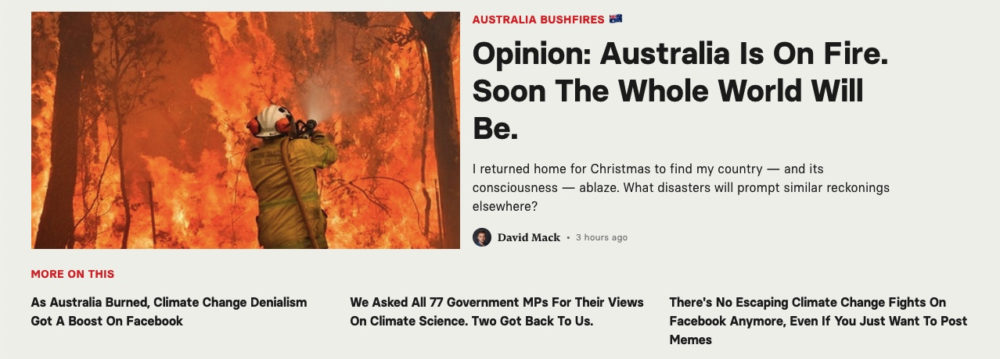 AUSTRALIA BUSHFIRES
Opinion: Australia Is On Fire.
Soon The Whole World Will
Be.
I returned home for Christmas to find my country — and its
consciousness — ablaze. What disasters will prompt similar reckonings
elsewhere?
David Mack • 3 hours ago
MORE ON THIS
As Australia Burned, Climate Change Denialism
Got A Boost On Facebook
We Asked All 77 Government MPs For Their Views
On Climate Science. Two Got Back To Us.
There's No Escaping Climate Change Fights On
Facebook Anymore, Even If You Just Want To Post
Memes